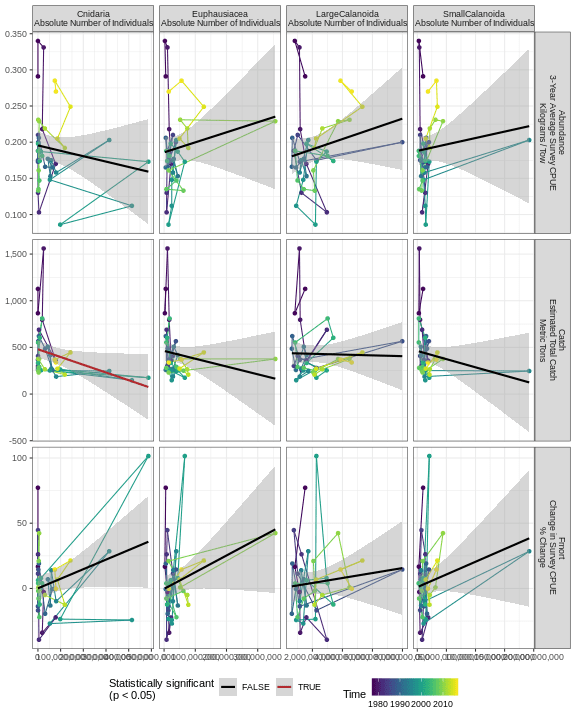 Cnidaria
Absolute Number of Individuals
Euphausiacea
Absolute Number of Individuals
LargeCalanoida
Absolute Number of Individuals
SmallCalanoida
Absolute Number of Individuals
0.350
0.300
0.250
0.200
0.150
0.100
Abundance
3-Year Average Survey CPUE
Kilograms / Tow
1,500
1,000
500
0
-500
Catch
Estimated Total Catch
Metric Tons
100
50
0
Fmort
Change in Survey CPUE
% Change
Statistically significant
(p < 0.05)
FALSE
TRUE
Time
1980 1990 2000 2010